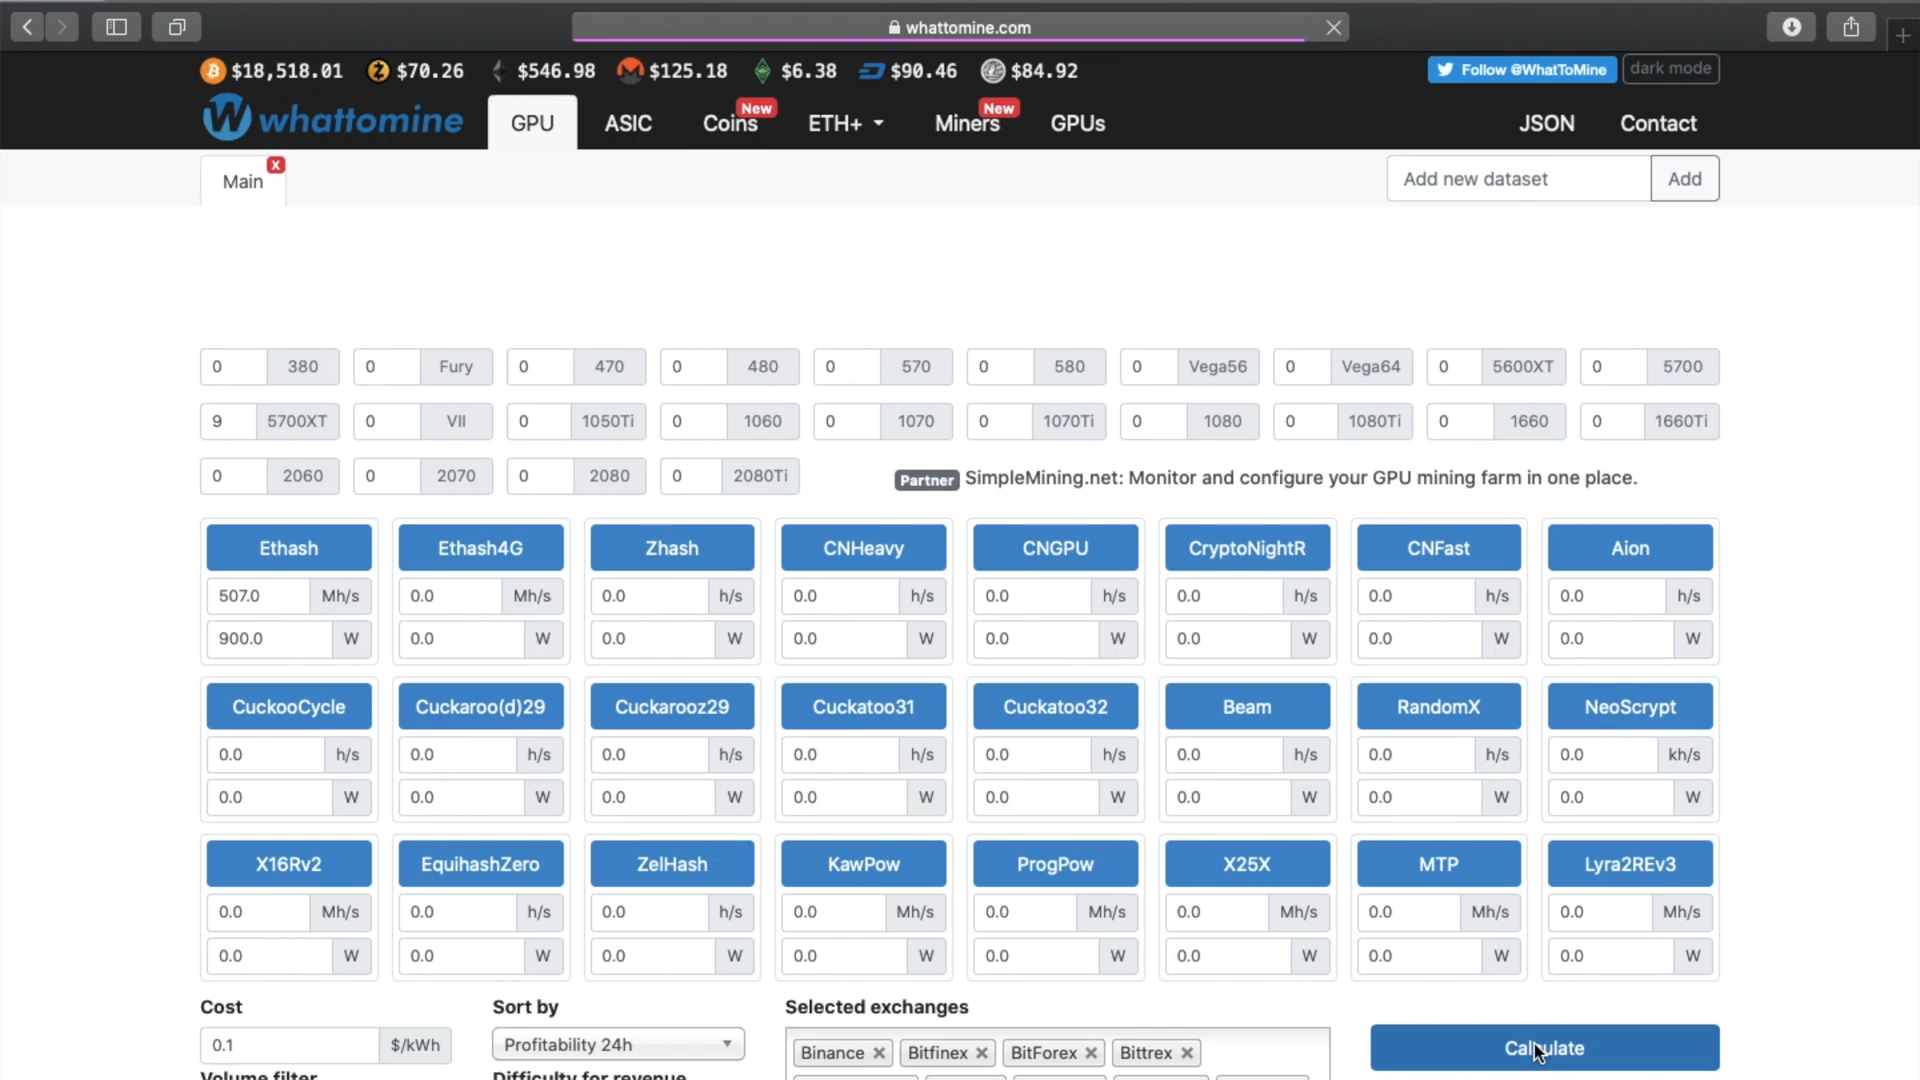 whattomine.com
$18,518.01 $70.26 $546.98 $125.18 $6.38 $90.46 $84.92 Follow @WhatToMine dark mode
whattomine GPU ASIC Coins New ETH+ Miners New GPUs JSON Contact
Main X Add new dataset Add
0 380 0 Fury 0 470 0 480 0 570 0 580 0 Vega56 0 Vega64 0 5600XT 0 5700
9 5700XT 0 VII 0 1050Ti 0 1060 0 1070 0 1070Ti 0 1080 0 1080Ti 0 1660 0 1660Ti
0 2060 0 2070 0 2080 0 2080Ti Partner SimpleMining.net: Monitor and configure your GPU mining farm in one place.
Ethash Ethash4G Zhash CNHeavy CNGPU CryptoNightR CNFast Aion
507.0 Mh/s 0.0 Mh/s 0.0 h/s 0.0 h/s 0.0 h/s 0.0 h/s 0.0 h/s 0.0 h/s
900.0 W 0.0 W 0.0 W 0.0 W 0.0 W 0.0 W 0.0 W 0.0 W
CuckooCycle Cuckaroo(d)29 Cuckarooz29 Cuckatoo31 Cuckatoo32 Beam RandomX NeoScrypt
0.0 h/s 0.0 h/s 0.0 h/s 0.0 h/s 0.0 h/s 0.0 h/s 0.0 h/s 0.0 kh/s
0.0 W 0.0 W 0.0 W 0.0 W 0.0 W 0.0 W 0.0 W 0.0 W
X16Rv2 EquihashZero ZelHash KawPow ProgPow X25X MTP Lyra2REv3
0.0 Mh/s 0.0 h/s 0.0 h/s 0.0 Mh/s 0.0 Mh/s 0.0 Mh/s 0.0 Mh/s 0.0 Mh/s
0.0 W 0.0 W 0.0 W 0.0 W 0.0 W 0.0 W 0.0 W 0.0 W
Cost Sort by Selected exchanges
0.1 $/kWh Profitability 24h Binance Bitfinex BitForex Bittrex Calculate
Volume filter Difficulty for revenue